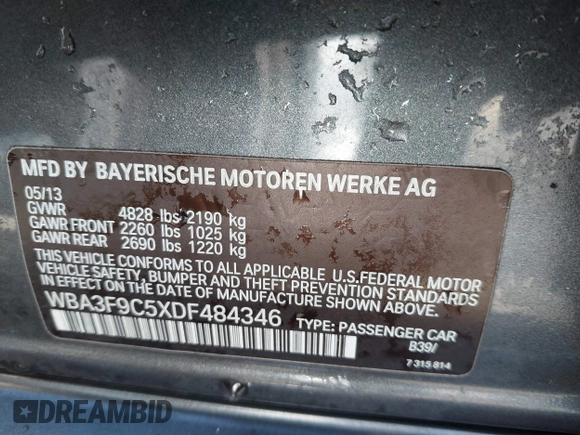 MFD BY BAYERISCHE MOTOREN WERKE AG
05/13
GVWR 4828 lbs 2190 kg
GAWR FRONT 2260 lbs 1025 kg
GAWR REAR 2690 lbs 1220 kg
THIS VEHICLE CONFORMS TO ALL APPLICABLE U.S.FEDERAL MOTOR
VEHICLE SAFETY, BUMPER AND THEFT PREVENTION STANDARDS
IN EFFECT ON THE DATE OF MANUFACTURE SHOWN ABOVE.
WBA3F9C5XDF484346 TYPE: PASSENGER CAR
B39/
7 315 814
DREAMBID